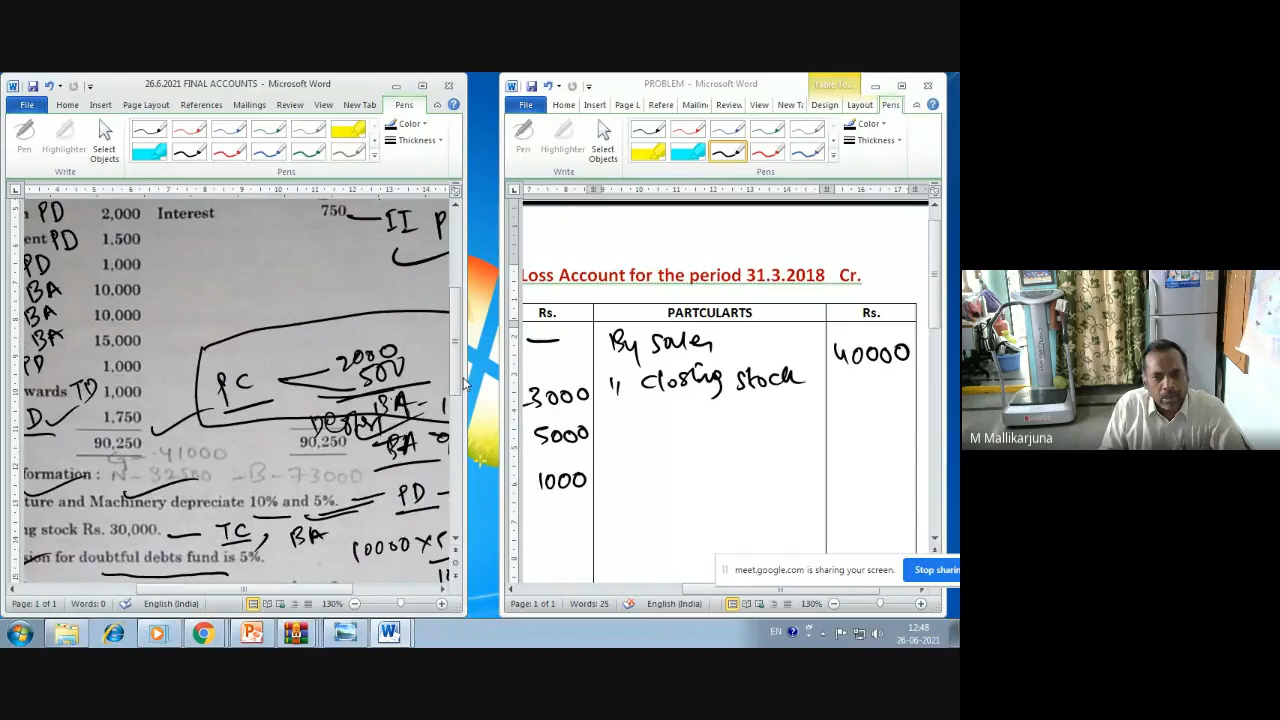 26.6.2021 FINAL ACCOUNTS - Microsoft Word
File Home Insert Page Layout References Mailings Review View New Tab Pens
Pen Highlighter Select Objects
Color
Thickness
Write Pens
PD 2,000 Interest 750 II P
ent PD 1,500
PD 1,000
BA 10,000
BA 10,000
BA 15,000
PD 1,000
wards TD 1,000
D 1,750
PC 2000
500
BA
BA
90,250 90,250
41000
formation : N - 32500 - B - 73000
ture and Machinery depreciate 10% and 5%. PD
ng stock Rs. 30,000. TC, BA
sion for doubtful debts fund is 5%. 10000 X
Page: 1 of 1 Words: 0 English (India) 130%
PROBLEM - Microsoft Word
Table To...
File Home Insert Page L Refere Mailin Review View New T Design Layout Pens
Pen Highlighter Select Objects
Color
Thickness
Write Pens
Loss Account for the period 31.3.2018 Cr.
Rs. PARTCULARTS Rs.
— By sales 40000
3000 " closing stock
5000
1000
meet.google.com is sharing your screen. Stop sharin
Page: 1 of 1 Words: 25 English (India) 130%
M Mallikarjuna
EN 12:48
26-06-2021